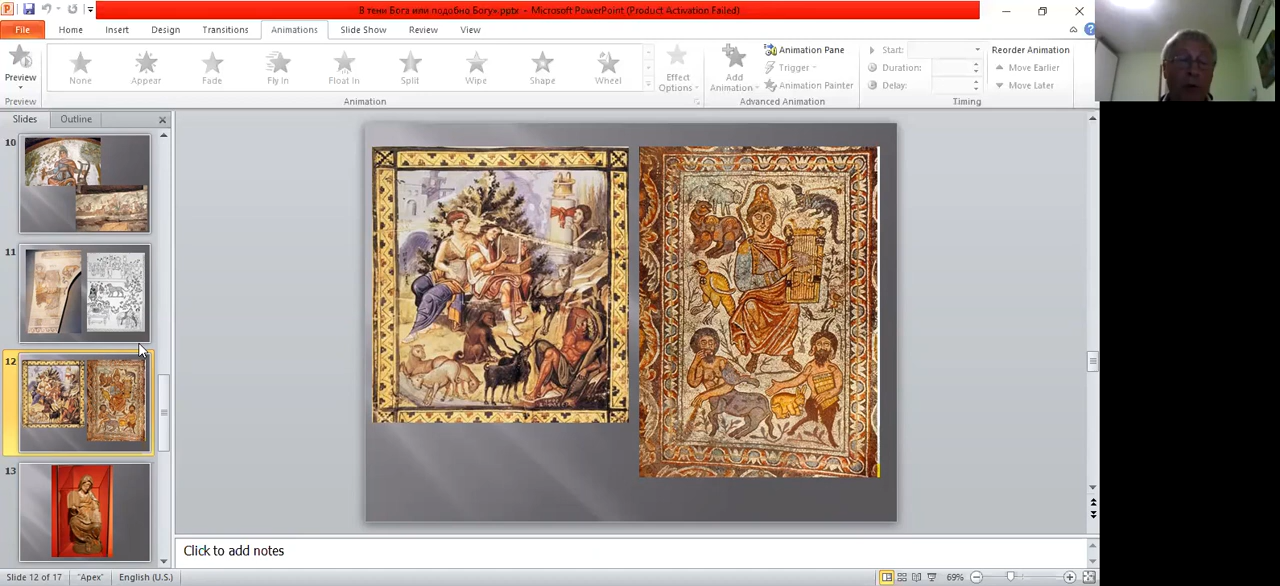 В тени Бога или подобно Богу».pptx - Microsoft PowerPoint (Product Activation Failed)
File Home Insert Design Transitions Animations Slide Show Review View
Preview
Preview
None Appear Fade Fly In Float In Split Wipe Shape Wheel
Animation
Effect Options
Add Animation
Animation Pane
Trigger
Animation Painter
Advanced Animation
Start:
Duration:
Delay:
Timing
Reorder Animation
Move Earlier
Move Later
Slides Outline
10
11
12
13
Click to add notes
Slide 12 of 17 "Apex" English (U.S.) 69%